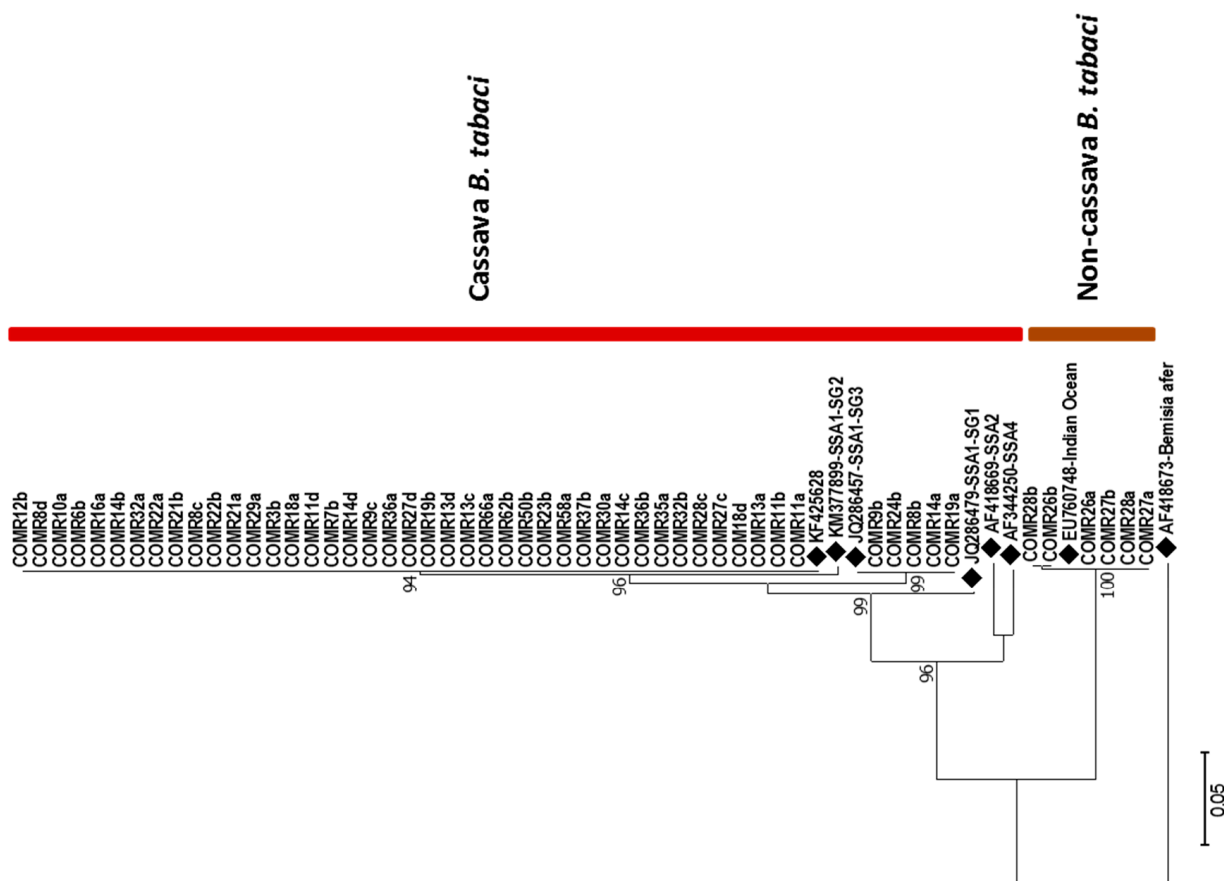 Cassava B. tabaci
Non-cassava B. tabaci
COMR12b
COMR8d
COMR10a
COMR6b
COMR16a
COMR14b
COMR32a
COMR22a
COMR21b
COMR8c
COMR22b
COMR21a
COMR29a
COMR3b
COMR18a
COMR11d
COMR7b
COMR14d
COMR9c
COMR36a
COMR27d
COMR19b
COMR13d
COMR13c
COMR66a
COMR62b
COMR50b
COMR23b
COMR58a
COMR37b
COMR30a
COMR14c
COMR36b
COMR35a
COMR32b
COMR28c
COMR27c
COM18d
COMR13a
COMR11b
COMR11a
KF425628
KM377899-SSA1-SG2
JQ286457-SSA1-SG3
COMR9b
COMR24b
COMR8b
COMR14a
COMR19a
JQ286479-SSA1-SG1
AF418669-SSA2
AF344250-SSA4
COMR28b
COMR26b
EU760748-Indian Ocean
COMR26a
COMR27b
COMR28a
COMR27a
AF418673-Bemisia afer
94
96
99
99
96
100
0.05